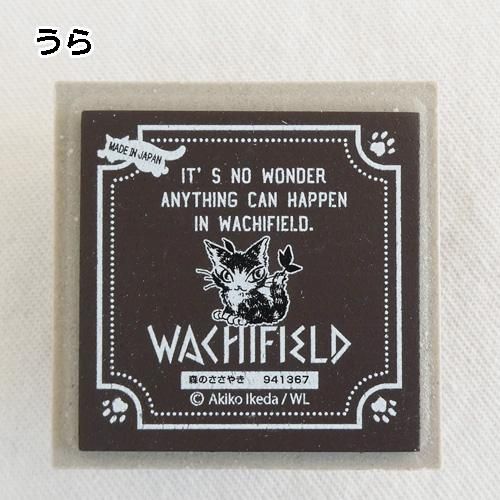 うら
MADE IN JAPAN
IT'S NO WONDER
ANYTHING CAN HAPPEN
IN WACHIFIELD.
WACHIFIELD
森のささやき 941367
© Akiko Ikeda / WL